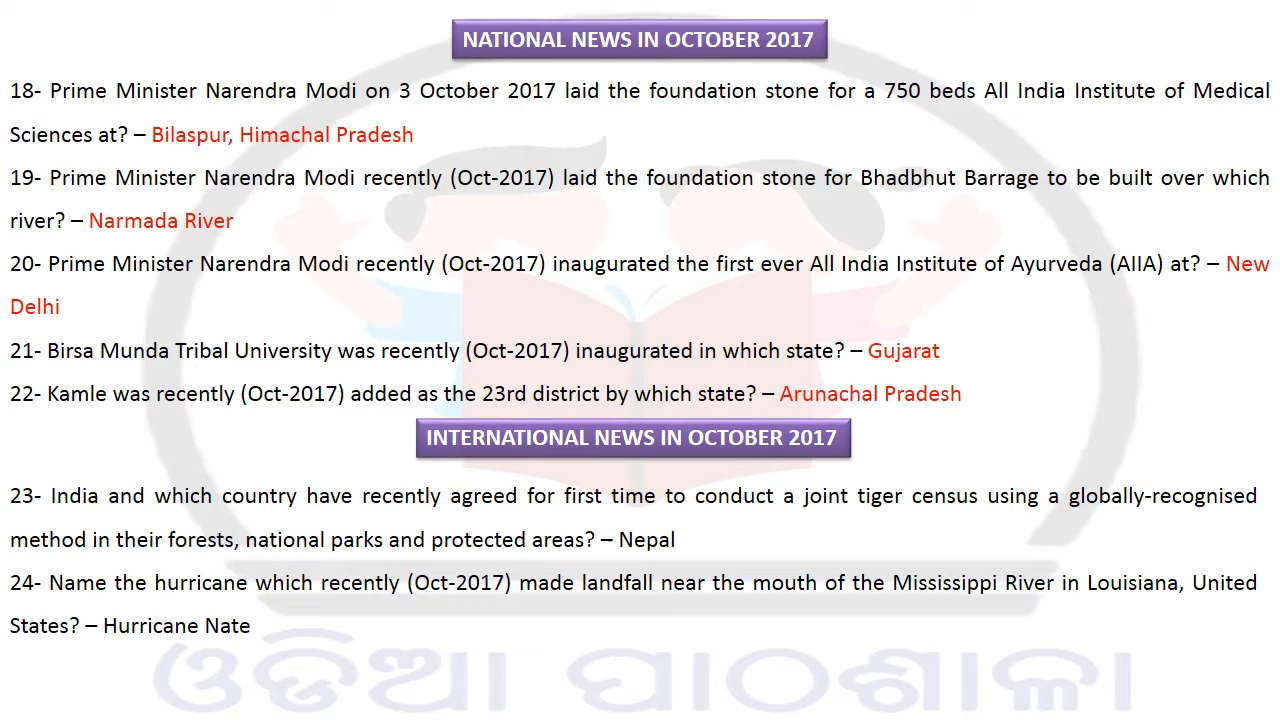 NATIONAL NEWS IN OCTOBER 2017
18- Prime Minister Narendra Modi on 3 October 2017 laid the foundation stone for a 750 beds All India Institute of Medical
Sciences at? – Bilaspur, Himachal Pradesh
19- Prime Minister Narendra Modi recently (Oct-2017) laid the foundation stone for Bhadbhut Barrage to be built over which
river? – Narmada River
20- Prime Minister Narendra Modi recently (Oct-2017) inaugurated the first ever All India Institute of Ayurveda (AIIA) at? – New
Delhi
21- Birsa Munda Tribal University was recently (Oct-2017) inaugurated in which state? – Gujarat
22- Kamle was recently (Oct-2017) added as the 23rd district by which state? – Arunachal Pradesh
INTERNATIONAL NEWS IN OCTOBER 2017
23- India and which country have recently agreed for first time to conduct a joint tiger census using a globally-recognised
method in their forests, national parks and protected areas? – Nepal
24- Name the hurricane which recently (Oct-2017) made landfall near the mouth of the Mississippi River in Louisiana, United
States? – Hurricane Nate
ଓଡ଼ିଆ ପାଠଶାଳା